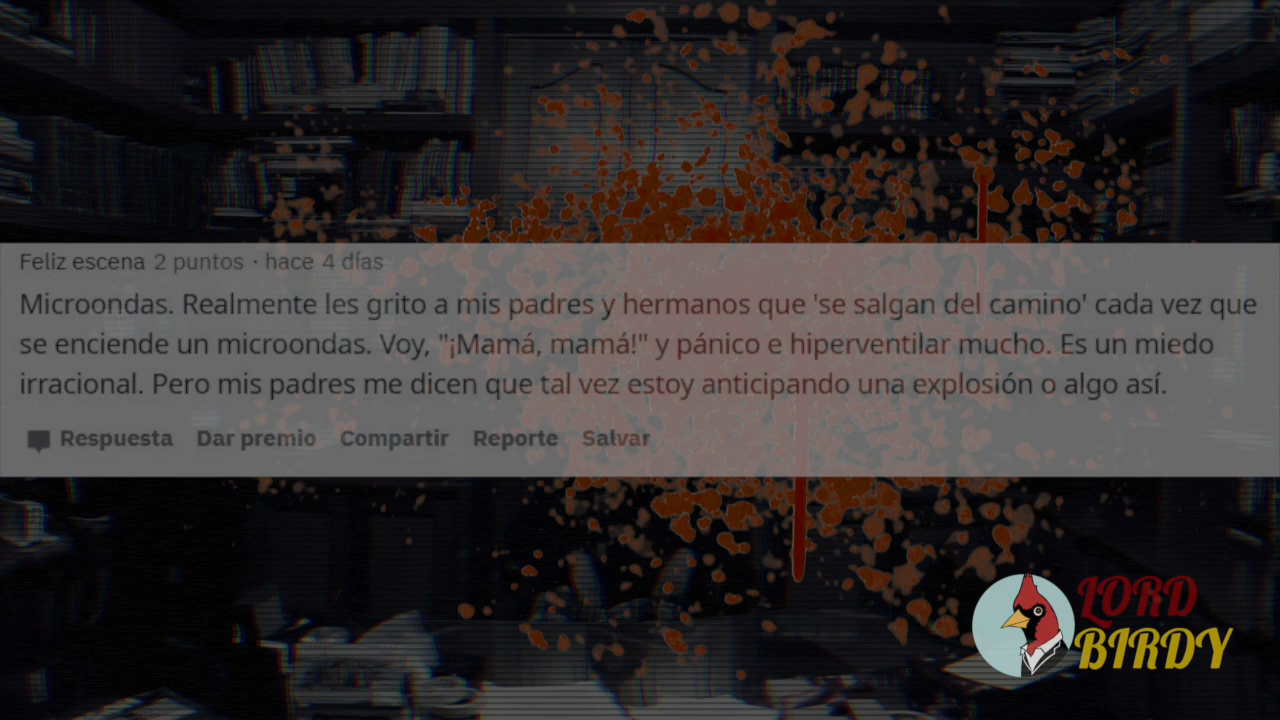 Feliz escena 2 puntos · hace 4 días
Microondas. Realmente les grito a mis padres y hermanos que 'se salgan del camino' cada vez que
se enciende un microondas. Voy, "¡Mamá, mamá!" y pánico e hiperventilar mucho. Es un miedo
irracional. Pero mis padres me dicen que tal vez estoy anticipando una explosión o algo así.
Respuesta Dar premio Compartir Reporte Salvar
LORD
BIRDY